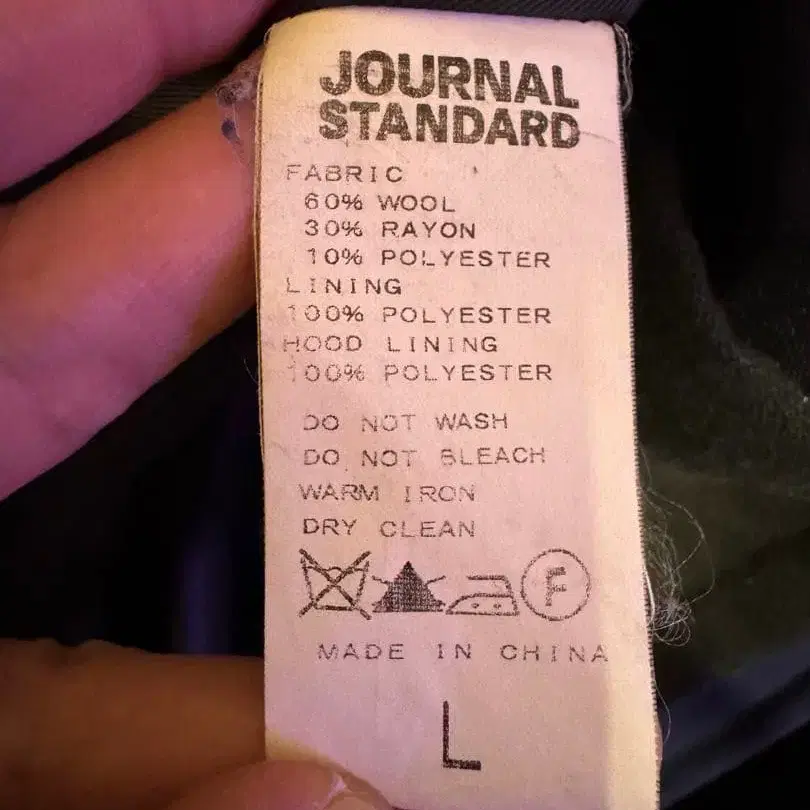 JOURNAL
STANDARD
FABRIC
60% WOOL
30% RAYON
10% POLYESTER
LINING
100% POLYESTER
HOOD LINING
100% POLYESTER
DO NOT WASH
DO NOT BLEACH
WARM IRON
DRY CLEAN
F
MADE IN CHINA
L